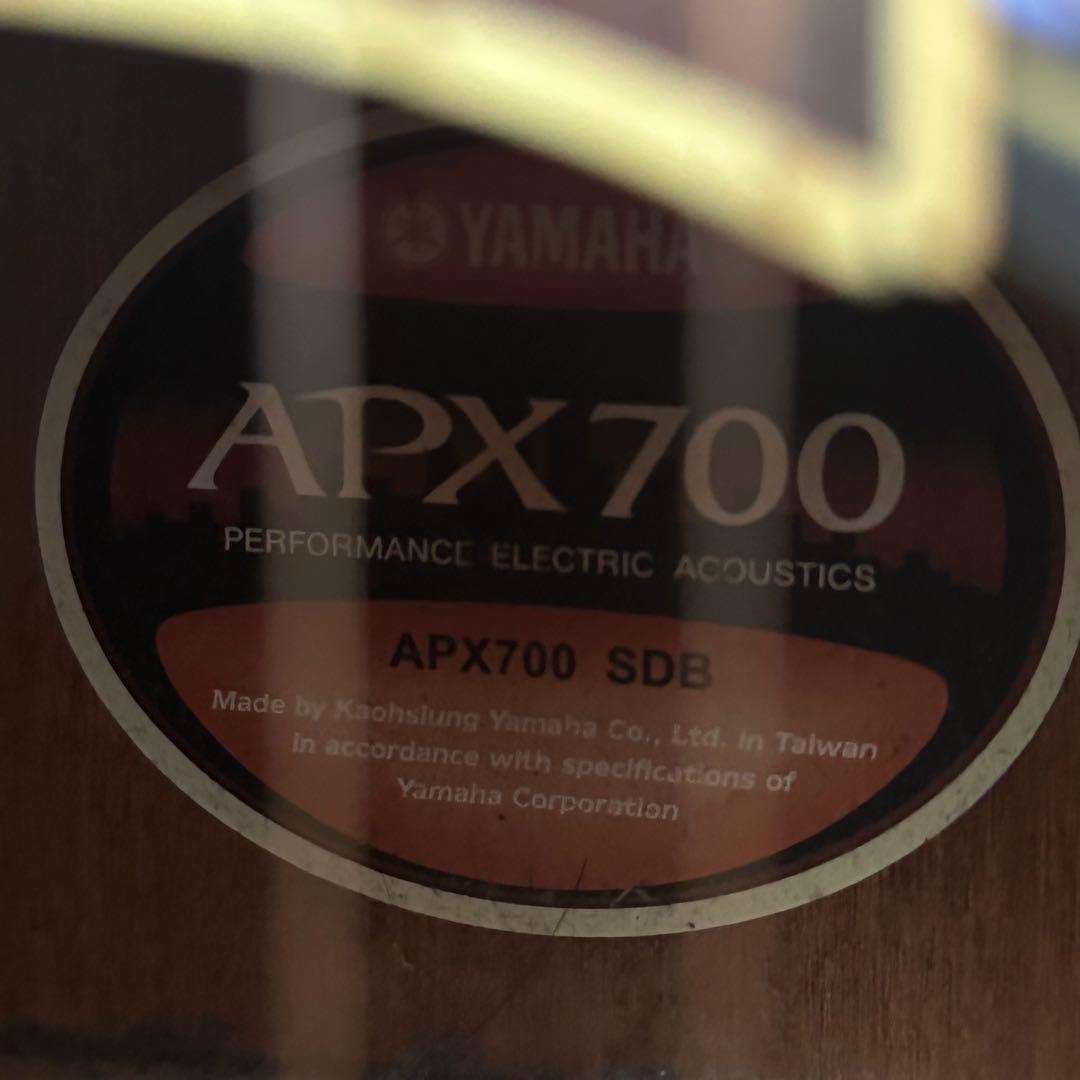 YAMAHA
APX700
PERFORMANCE ELECTRIC ACOUSTICS
APX700 SDB
Made by Kaohsiung Yamaha Co., Ltd. in Taiwan
in accordance with specifications of
Yamaha Corporation